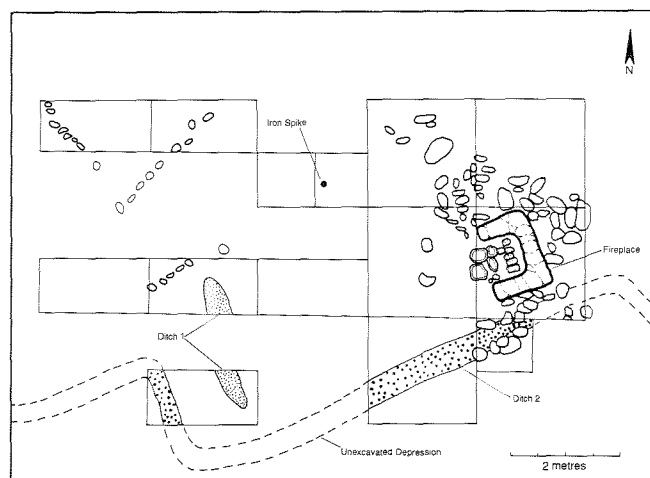 N
Iron Spike
Fireplace
Ditch 1
Ditch 2
Unexcavated Depression
2 metres